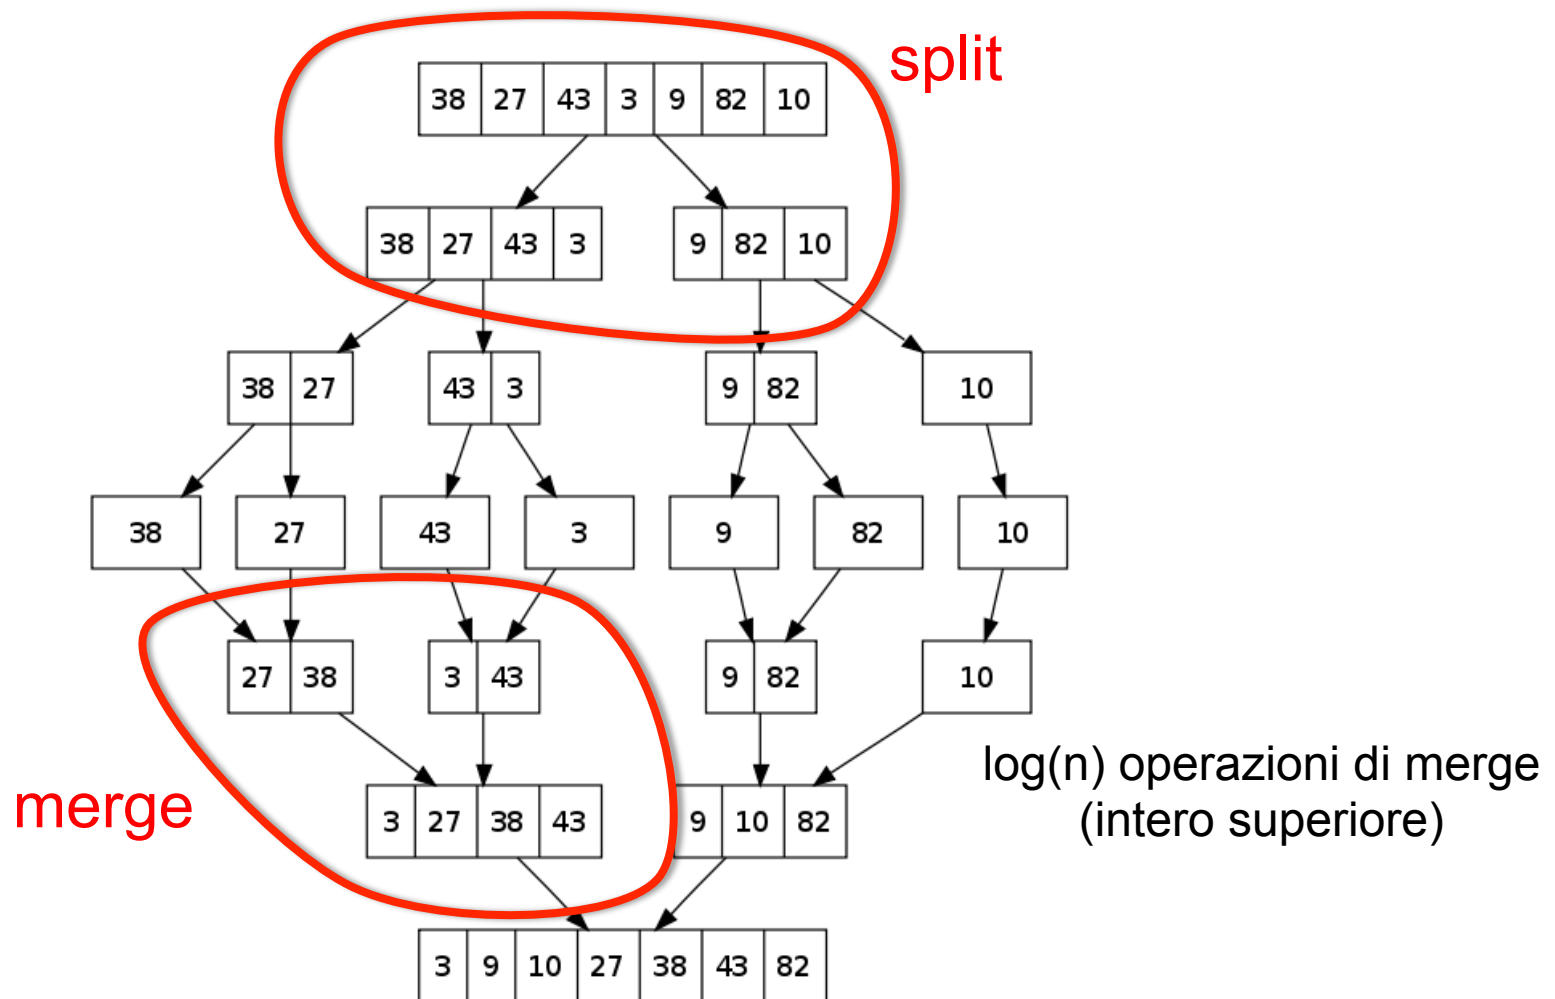 split
38 27 43 3 9 82 10
38 27 43 3 9 82 10
38 27 43 3 9 82 10
38 27 43 3 9 82 10
27 38 3 43 9 82 10
merge
3 27 38 43 9 10 82
log(n) operazioni di merge
(intero superiore)
3 9 10 27 38 43 82